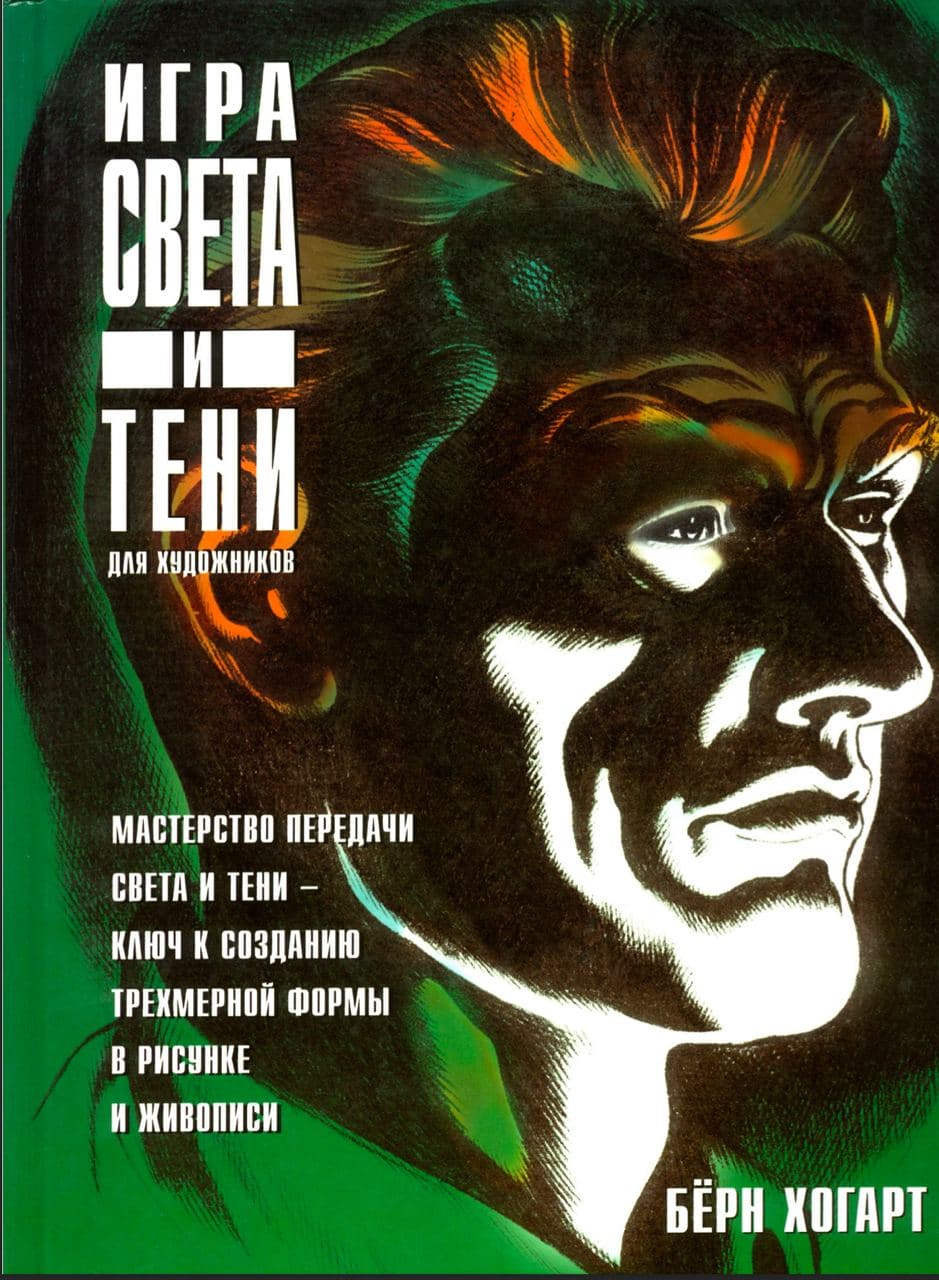 ИГРА
СВЕТА
И
ТЕНИ
ДЛЯ ХУДОЖНИКОВ
МАСТЕРСТВО ПЕРЕДАЧИ
СВЕТА И ТЕНИ –
КЛЮЧ К СОЗДАНИЮ
ТРЕХМЕРНОЙ ФОРМЫ
В РИСУНКЕ
И ЖИВОПИСИ
БЁРН ХОГАРТ